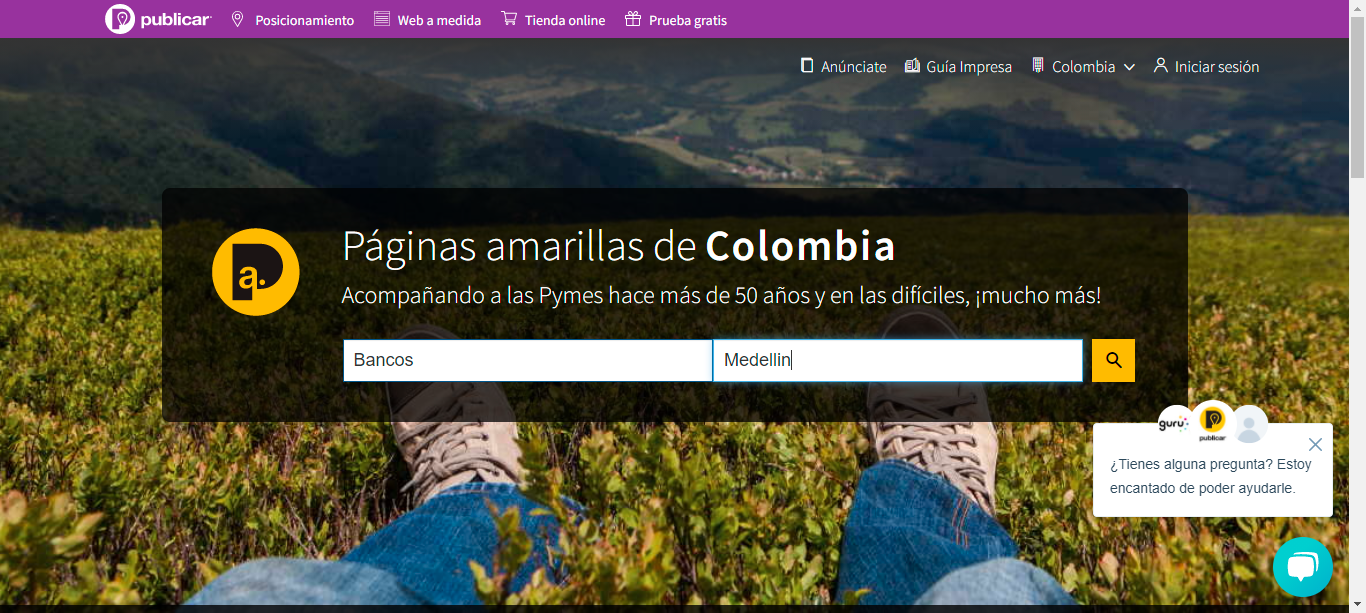 publicar
Posicionamiento
Web a medida
Tienda online
Prueba gratis
Anúnciate
Guía Impresa
Colombia
Iniciar sesión
a.
Páginas amarillas de Colombia
Acompañando a las Pymes hace más de 50 años y en las difíciles, ¡mucho más!
Bancos
Medellin
guru
publicar
¿Tienes alguna pregunta? Estoy
encantado de poder ayudarle.